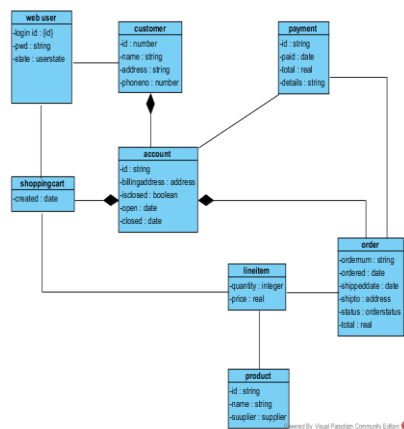 web user
-login id : {id}
-pwd : string
-state : userstate
customer
-id : number
-name : string
-address : string
-phoneno : number
payment
-id : string
-paid : date
-total : real
-details : string
account
-id : string
-billingaddress : address
-isclosed : boolean
-open : date
-closed : date
shoppingcart
-created : date
order
-ordernum : string
-ordered : date
-shippeddate : date
-shipto : address
-status : orderstatus
-total : real
lineitem
-quantity : integer
-price : real
product
-id : string
-name : string
-suuplier : supplier
Powered By Visual Paradigm Community Edition